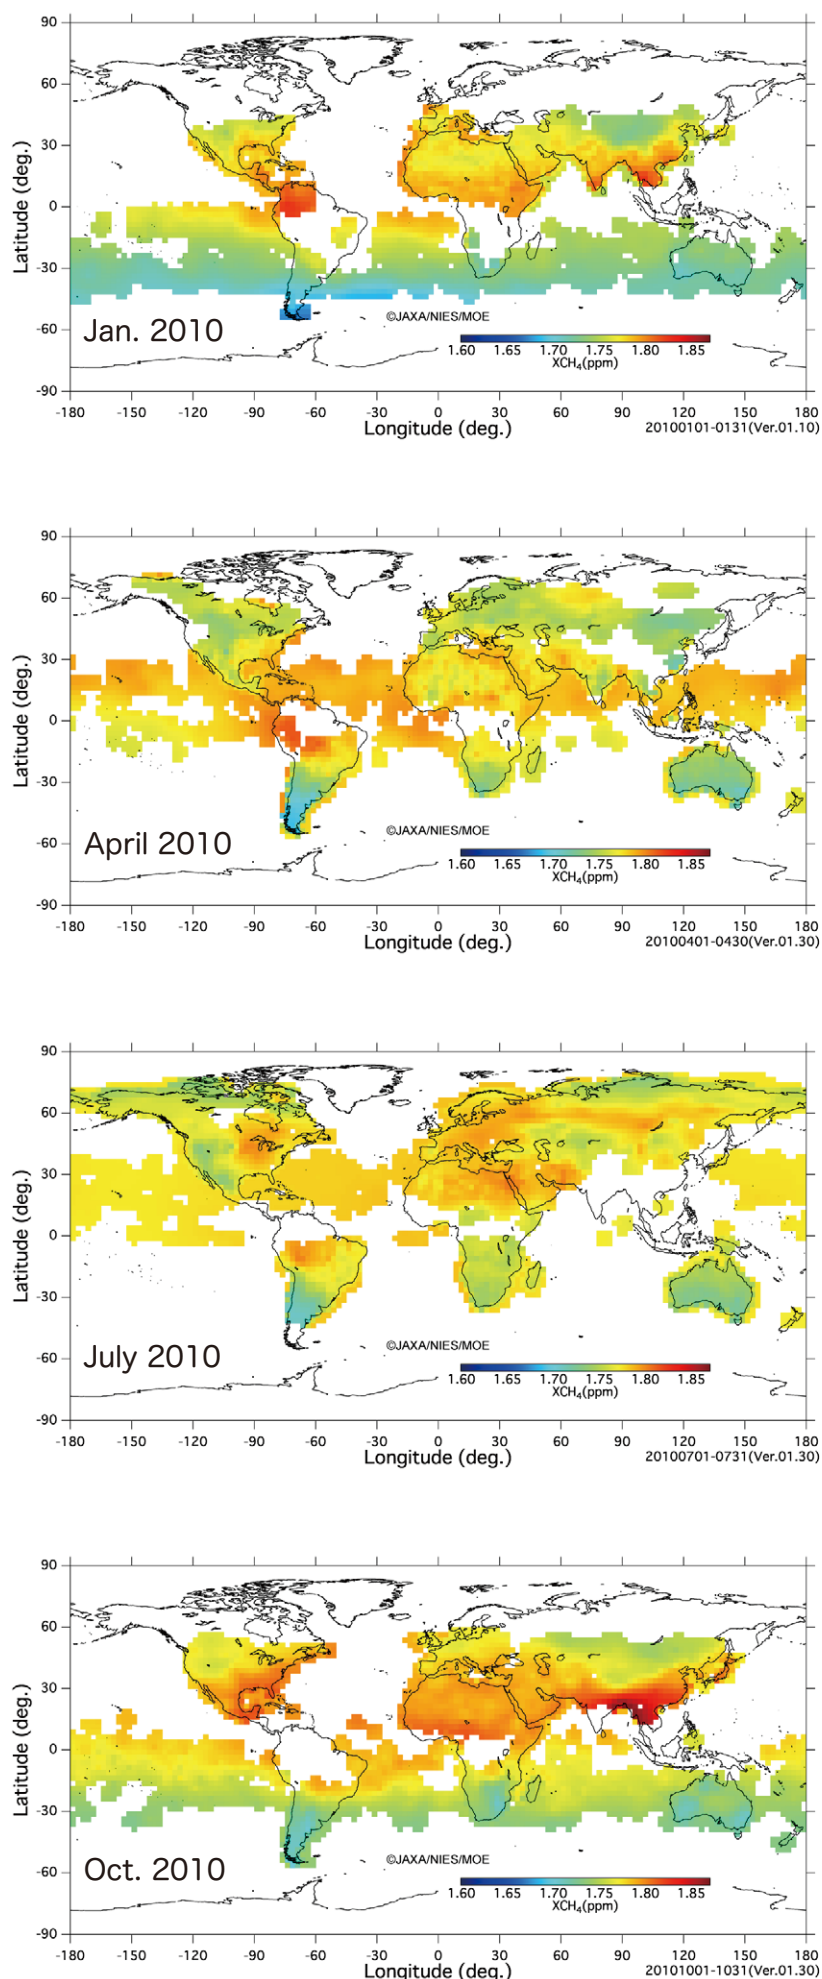 90
60
30
0
-30
-60
-90
Latitude (deg.)
Jan. 2010
©JAXA/NIES/MOE
1.60 1.65 1.70 1.75 1.80 1.85
XCH4(ppm)
-180 -150 -120 -90 -60 -30 0 30 60 90 120 150 180
Longitude (deg.)
20100101-0131(Ver.01.10)
90
60
30
0
-30
-60
-90
Latitude (deg.)
April 2010
©JAXA/NIES/MOE
1.60 1.65 1.70 1.75 1.80 1.85
XCH4(ppm)
-180 -150 -120 -90 -60 -30 0 30 60 90 120 150 180
Longitude (deg.)
20100401-0430(Ver.01.30)
90
60
30
0
-30
-60
-90
Latitude (deg.)
July 2010
©JAXA/NIES/MOE
1.60 1.65 1.70 1.75 1.80 1.85
XCH4(ppm)
-180 -150 -120 -90 -60 -30 0 30 60 90 120 150 180
Longitude (deg.)
20100701-0731(Ver.01.30)
90
60
30
0
-30
-60
-90
Latitude (deg.)
Oct. 2010
©JAXA/NIES/MOE
1.60 1.65 1.70 1.75 1.80 1.85
XCH4(ppm)
-180 -150 -120 -90 -60 -30 0 30 60 90 120 150 180
Longitude (deg.)
20101001-1031(Ver.01.30)